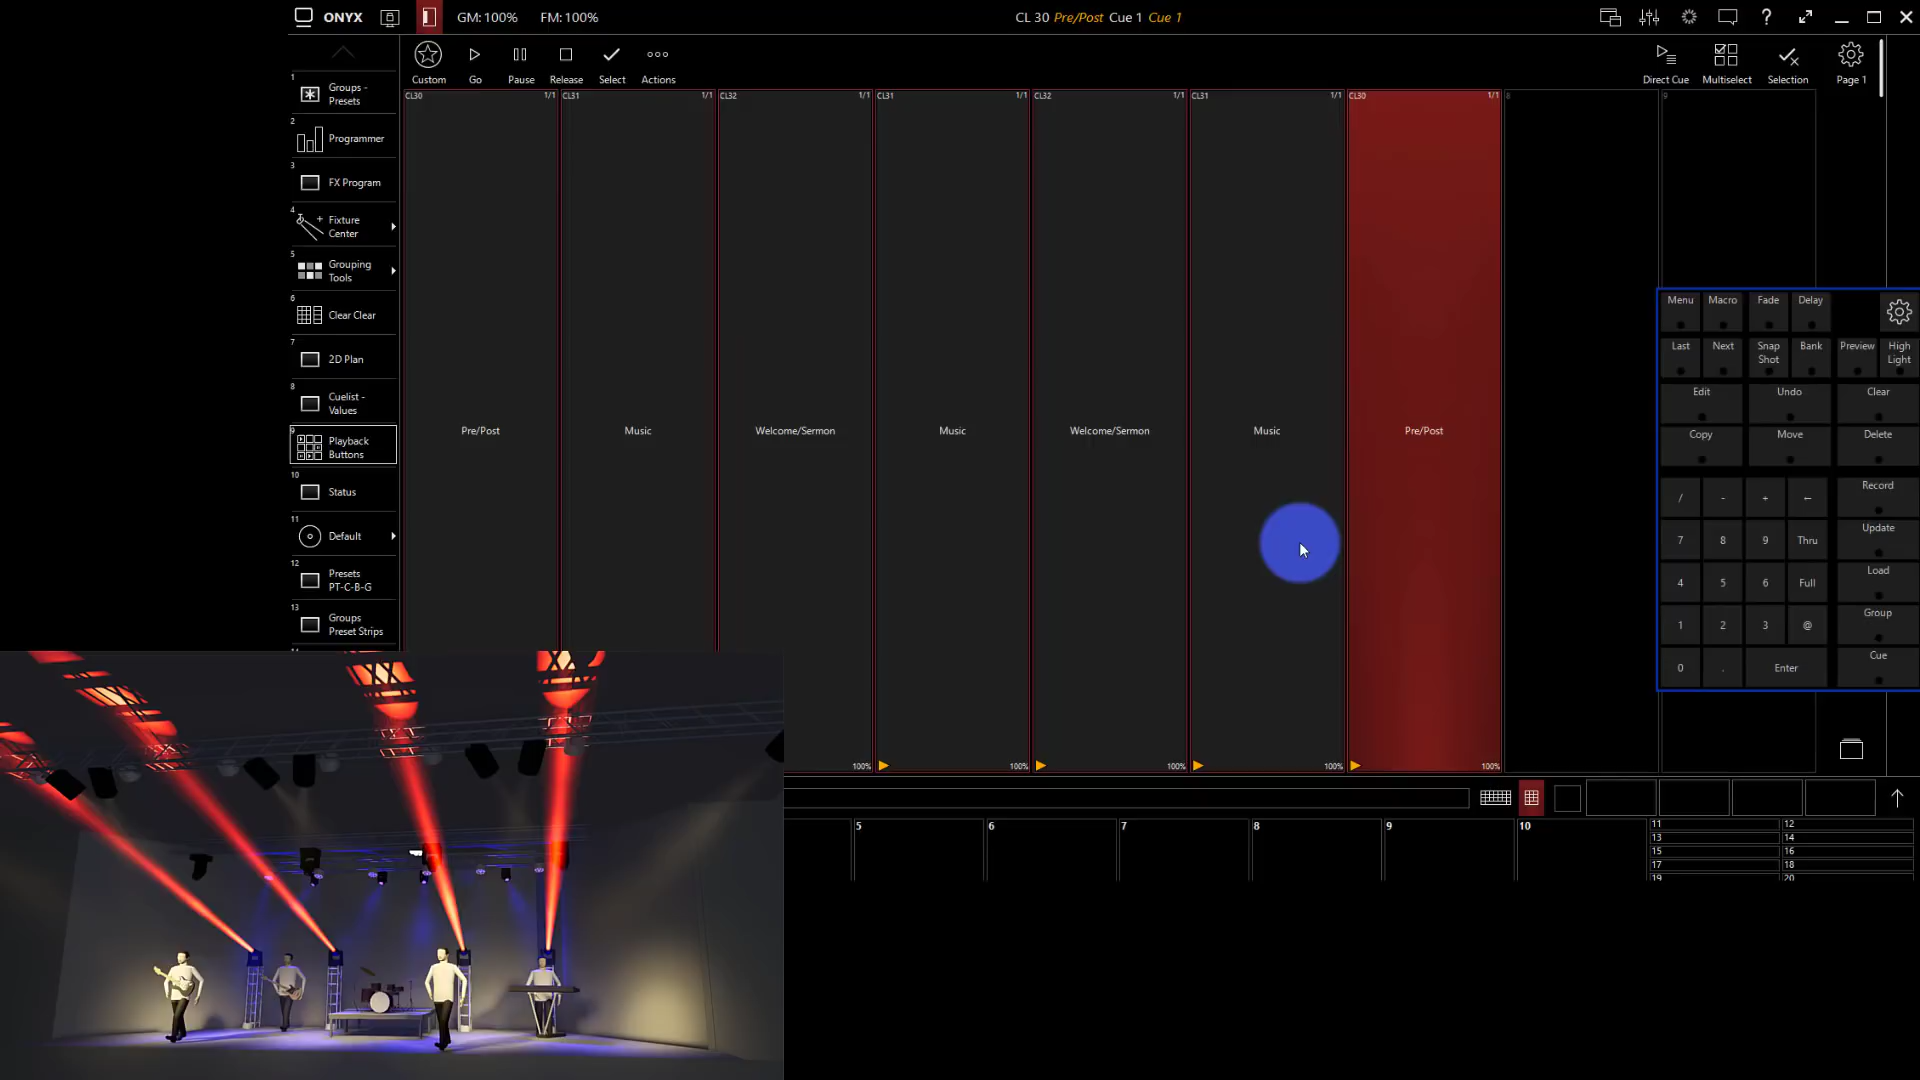 ONYX GM: 100% FM: 100% CL 30 Pre/Post Cue 1 Cue 1 ?
Custom Go Pause Release Select Actions Direct Cue Multiselect Selection Page 1
CL30 1/1 CL31 1/1 CL32 1/1 CL31 1/1 CL32 1/1 CL31 1/1 CL30 1/1 8 9
1 Groups -
Presets
2 Programmer
3 FX Program
4 Fixture
Center
5 Grouping
Tools
6 Clear Clear
7 2D Plan
8 Cuelist -
Values
9 Playback
Buttons
10 Status
11 Default
12 Presets
PT-C-B-G
13 Groups
Preset Strips
Pre/Post Music Welcome/Sermon Music Welcome/Sermon Music Pre/Post
100% 100% 100% 100% 100%
Menu Macro Fade Delay
Last Next Snap Shot Bank Preview High Light
Edit Undo Clear
Copy Move Delete
/ - + ← Record
7 8 9 Thru Update
4 5 6 Full Load
1 2 3 @ Group
0 . Enter Cue
5 6 7 8 9 10 11 12
13 14
15 16
17 18
19 20